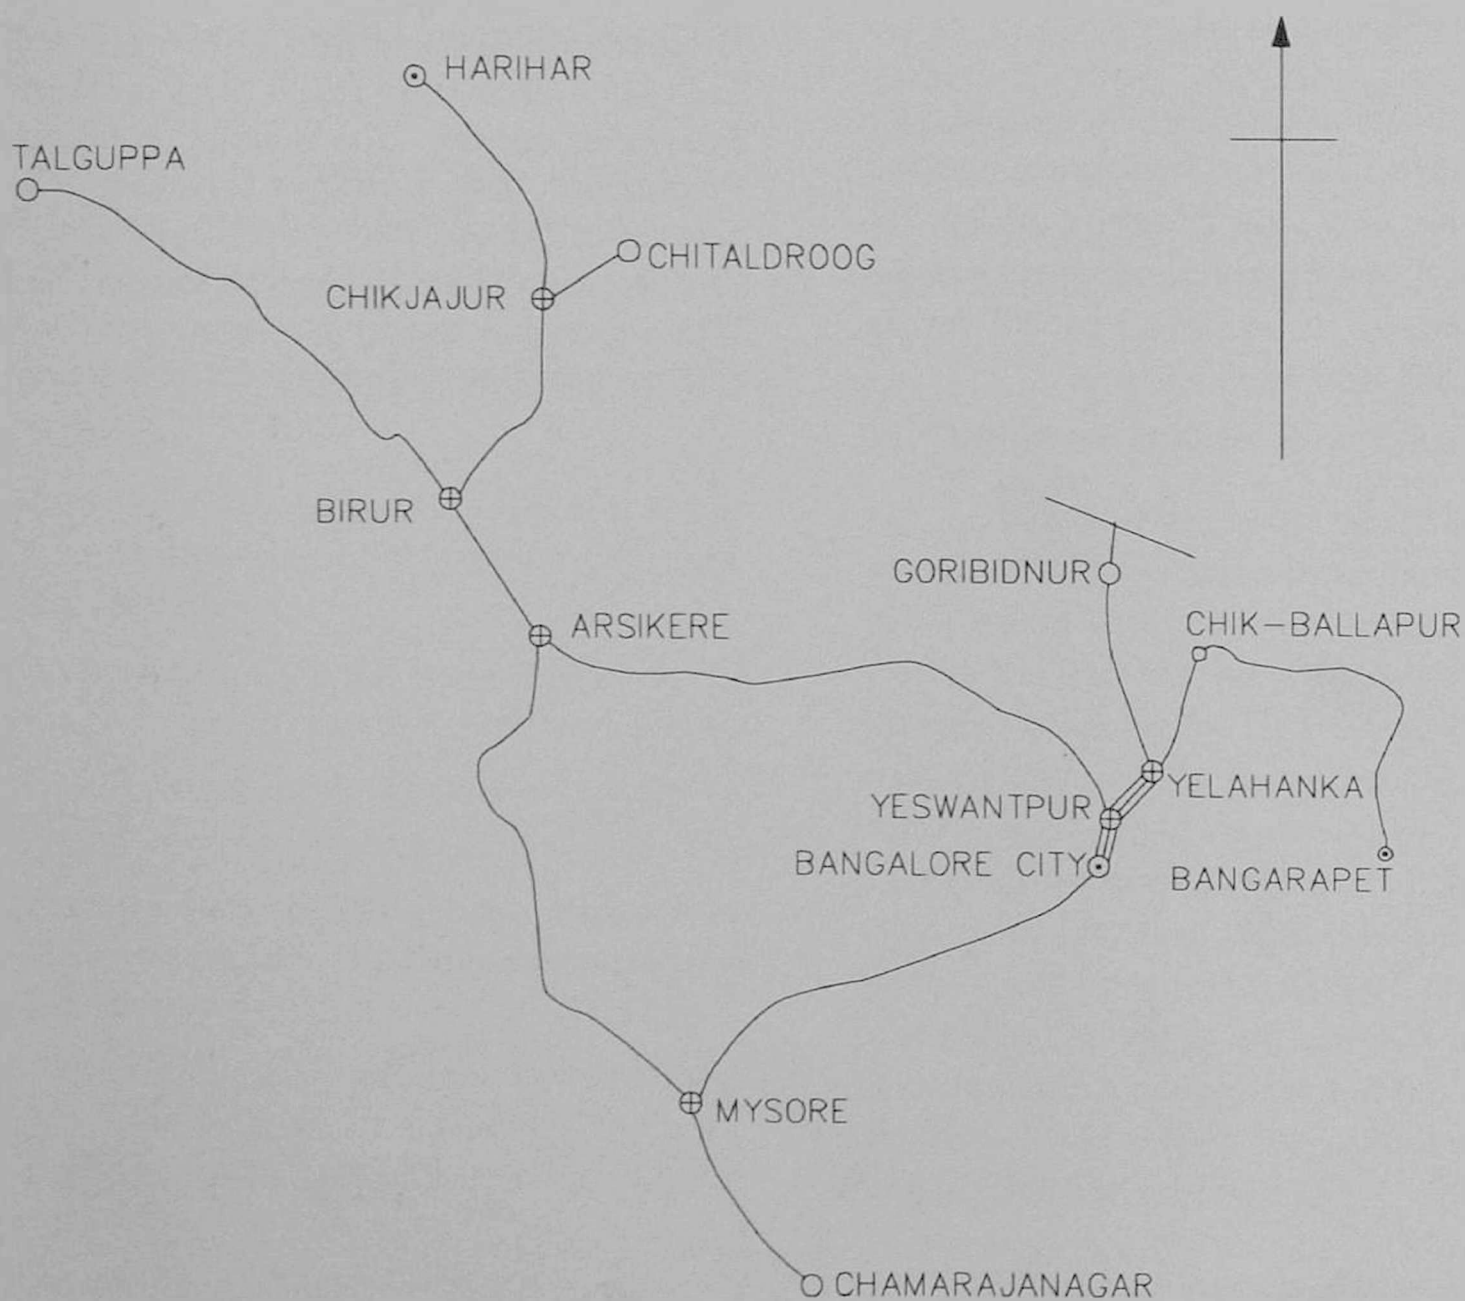 HARIHAR
TALGUPPA
CHITALDROOG
CHIKJAJUR
BIRUR
GORIBIDNUR
ARSIKERE
CHIK-BALLAPUR
YELAHANKA
YESWANTPUR
BANGALORE CITY
BANGARAPET
MYSORE
CHAMARAJANAGAR